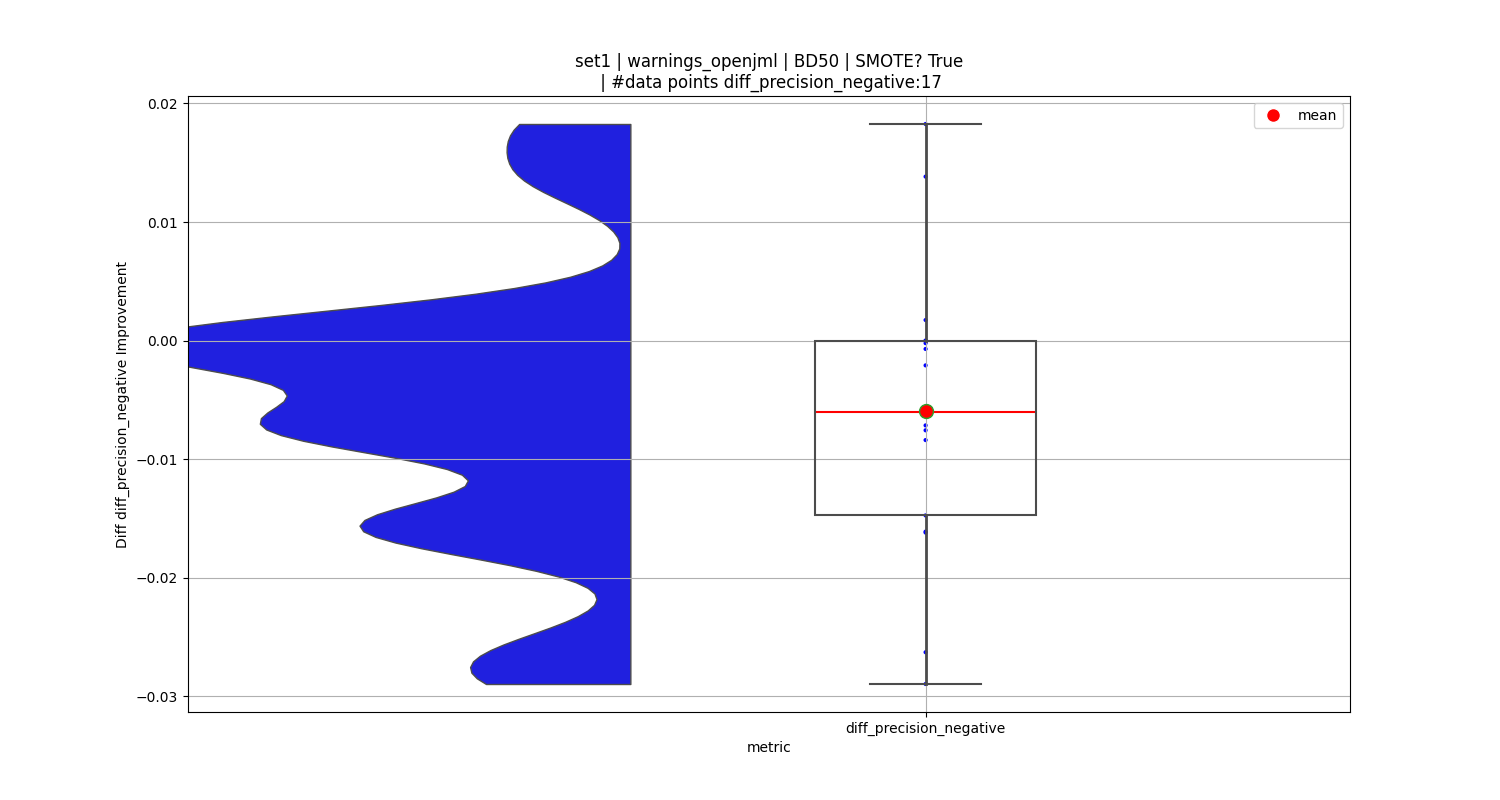 set1 | warnings_openjml | BD50 | SMOTE? True
| #data points diff_precision_negative:17
mean
0.02
0.01
0.00
−0.01
−0.02
−0.03
Diff diff_precision_negative Improvement
diff_precision_negative
metric